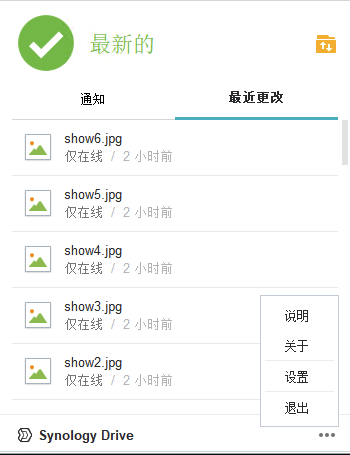 最新的
通知
最近更改
show6.jpg
仅在线 / 2 小时前
show5.jpg
仅在线 / 2 小时前
show4.jpg
仅在线 / 2 小时前
show3.jpg
仅在线 / 2 小时前
show2.jpg
仅在线 / 2 小时前
说明
关于
设置
退出
Synology Drive